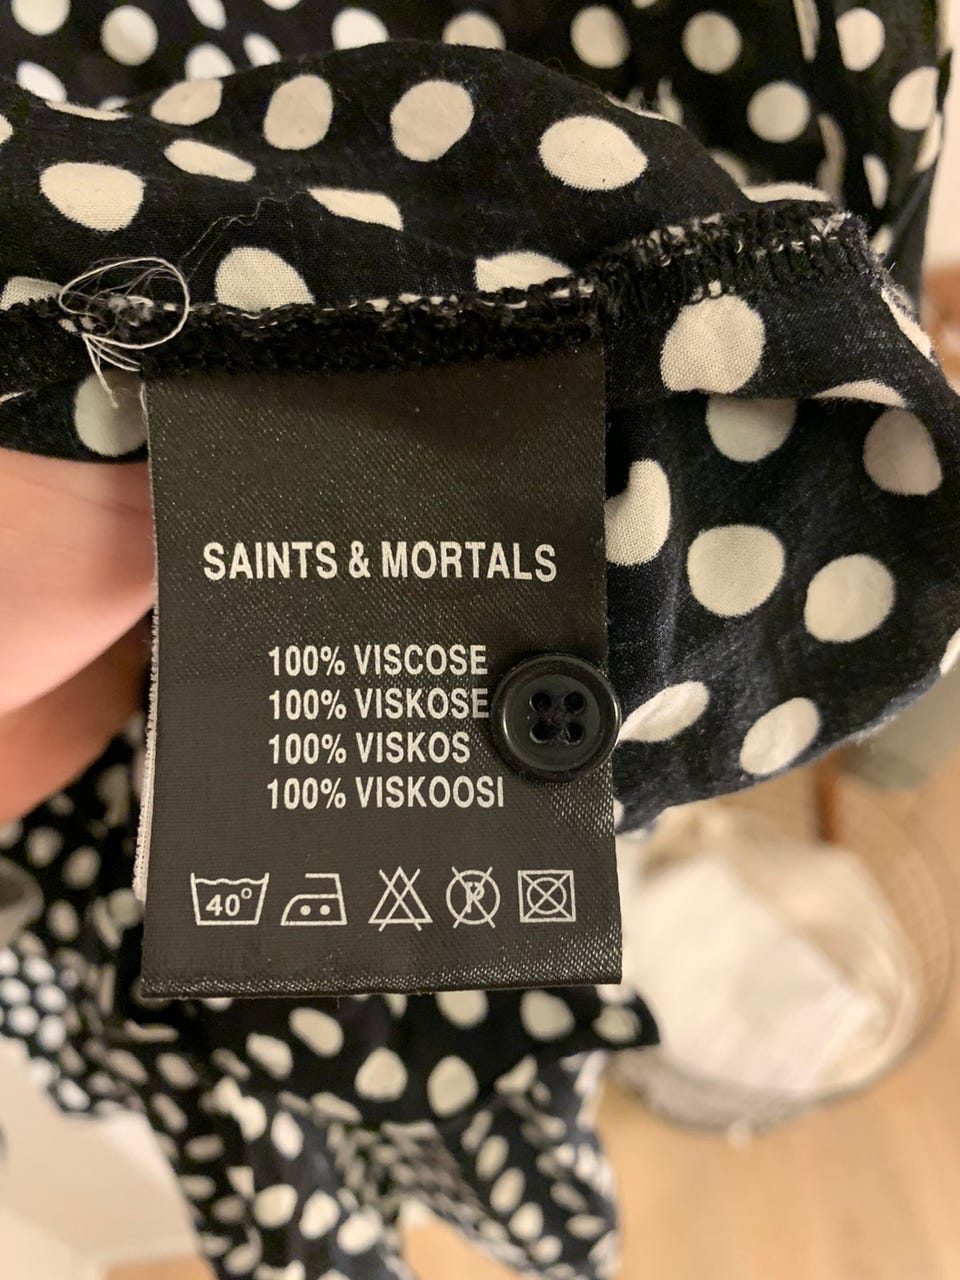 SAINTS & MORTALS
100% VISCOSE
100% VISKOSE
100% VISKOS
100% VISKOOSI
40° P